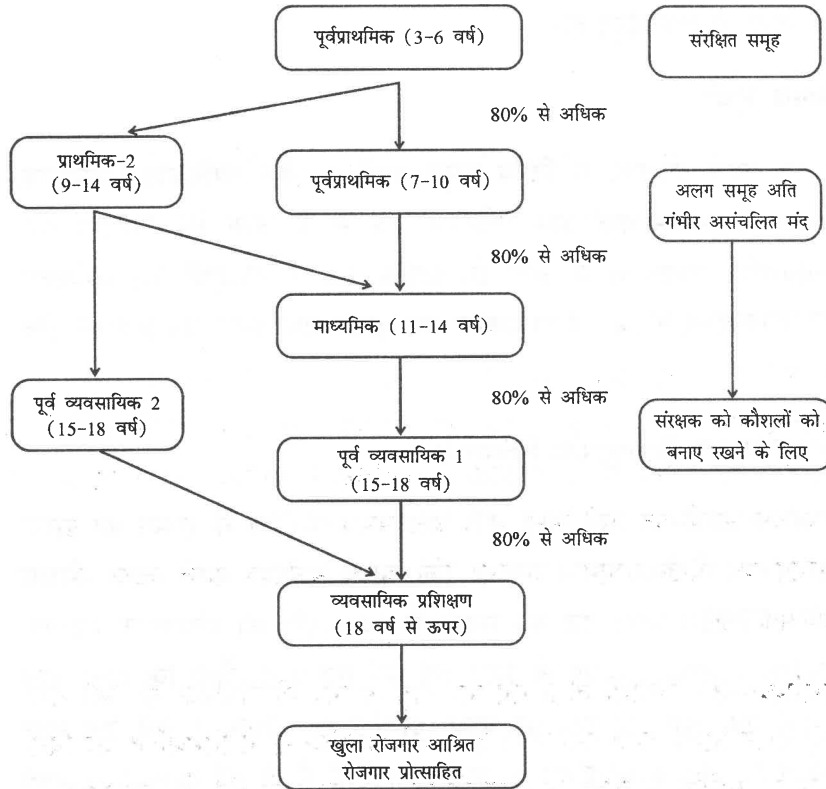 पूर्वप्राथमिक (3-6 वर्ष)
संरक्षित समूह
80% से अधिक
प्राथमिक-2
(9-14 वर्ष)
पूर्वप्राथमिक (7-10 वर्ष)
अलग समूह अति
गंभीर असंचलित मंद
80% से अधिक
माध्यमिक (11-14 वर्ष)
80% से अधिक
पूर्व व्यवसायिक 2
(15-18 वर्ष)
संरक्षक को कौशलों को
बनाए रखने के लिए
पूर्व व्यवसायिक 1
(15-18 वर्ष)
80% से अधिक
व्यवसायिक प्रशिक्षण
(18 वर्ष से ऊपर)
खुला रोजगार आश्रित
रोजगार प्रोत्साहित